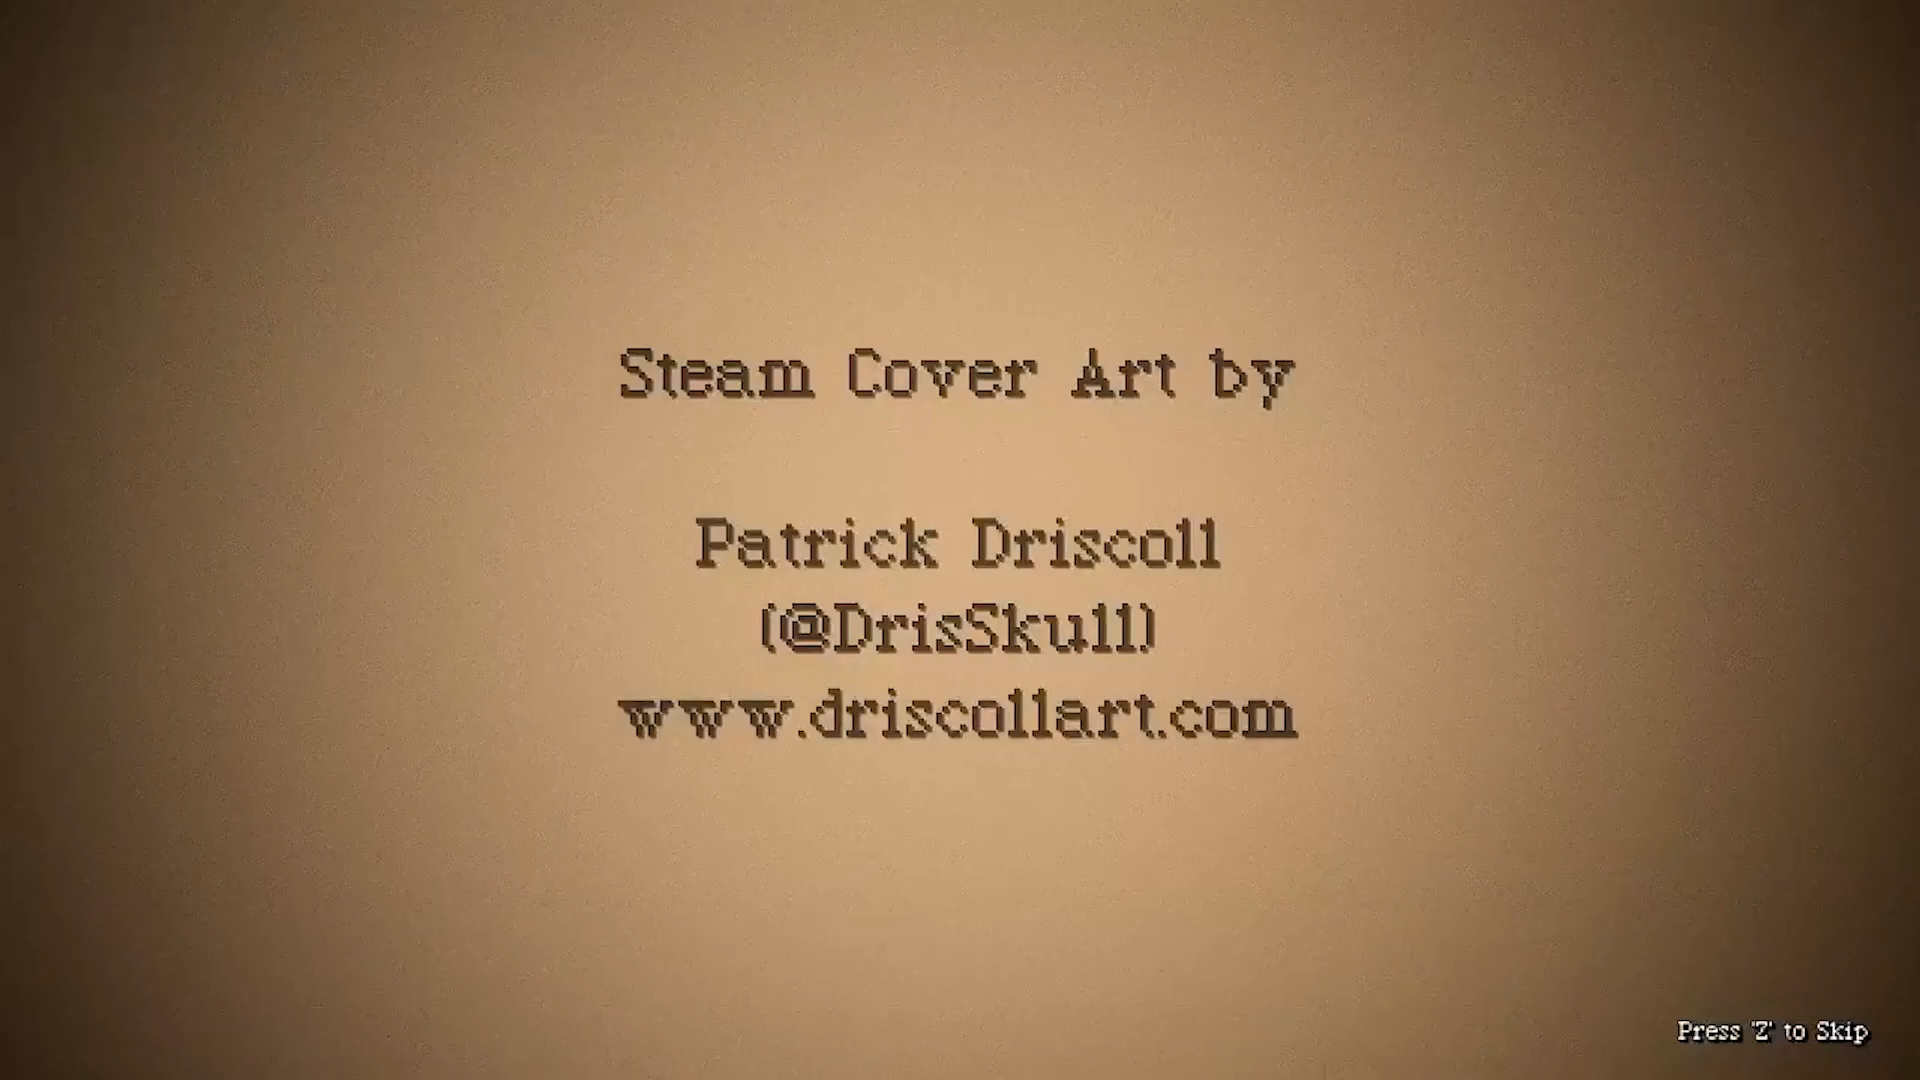 Steam Cover Art by
Patrick Driscoll
(@DrisSkull)
www.driscollart.com
Press 'Z' to Skip